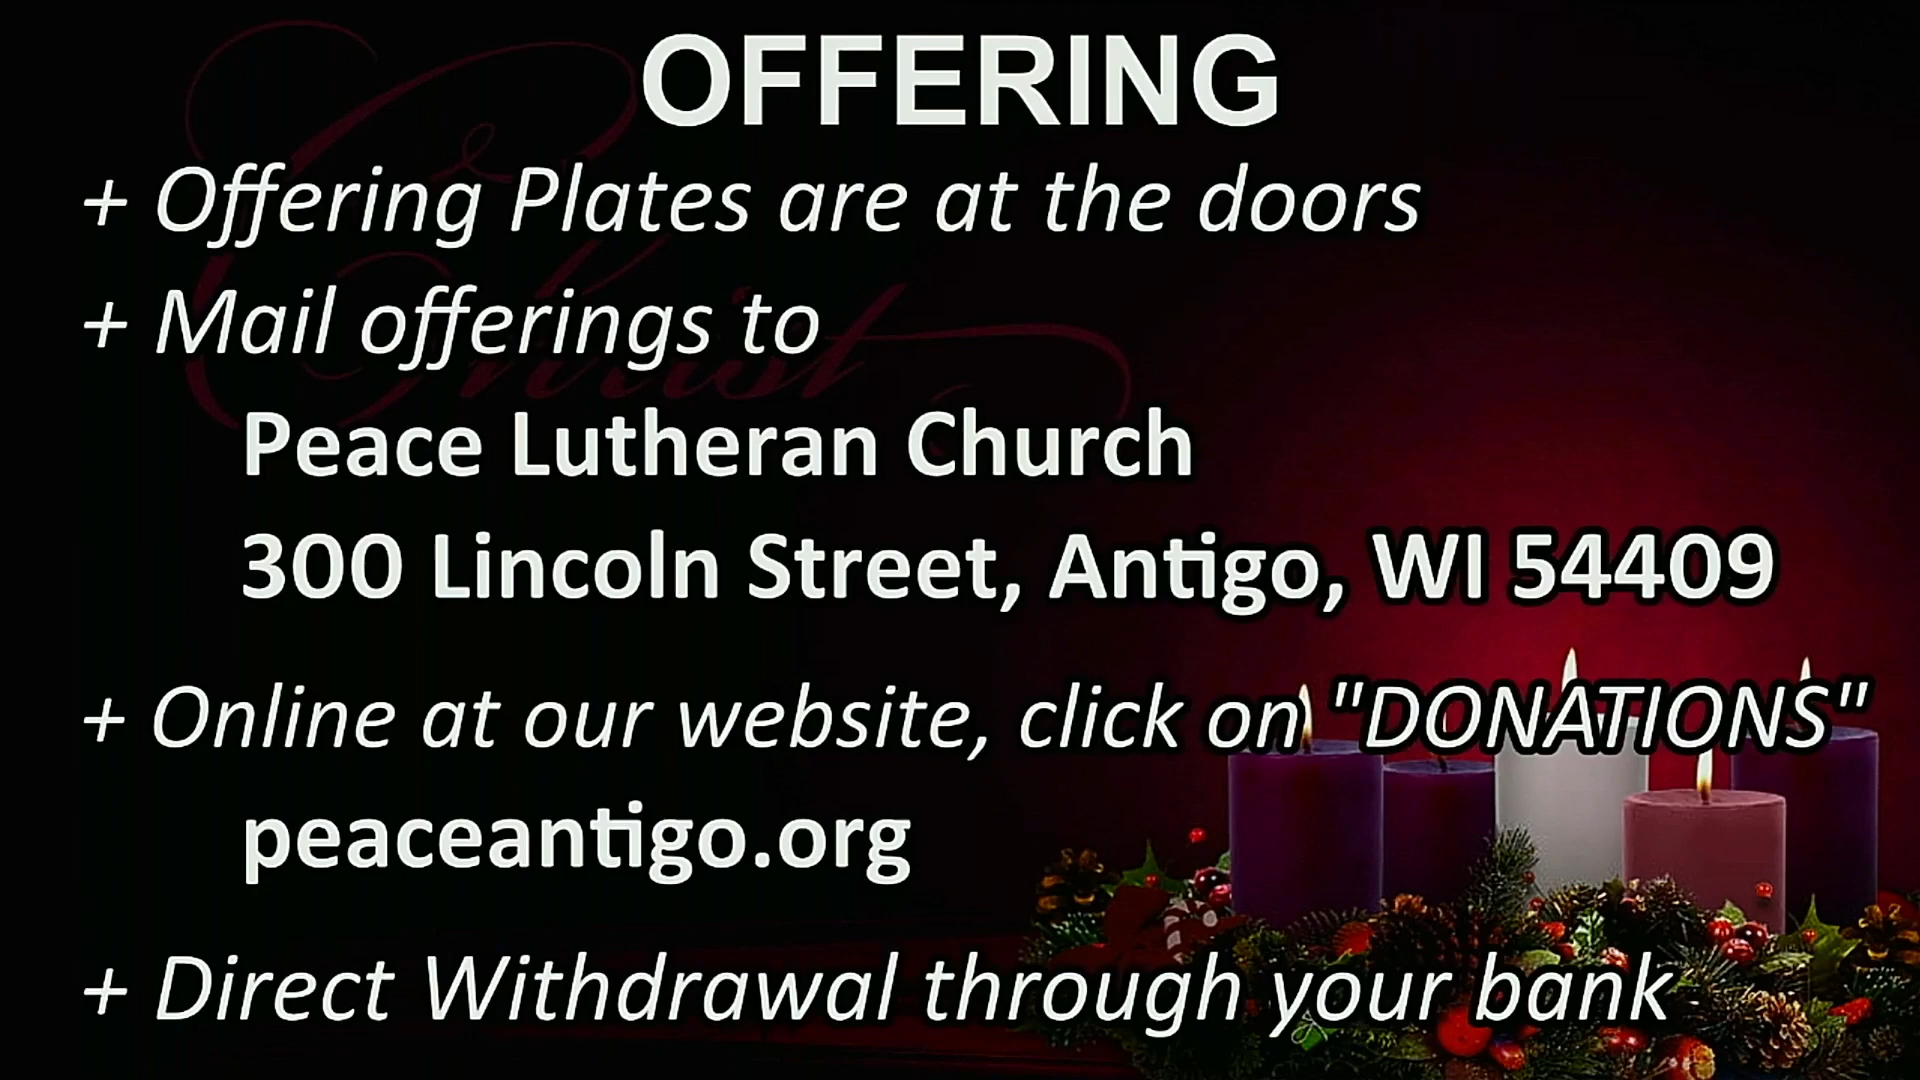 OFFERING
+ Offering Plates are at the doors
+ Mail offerings to
Peace Lutheran Church
300 Lincoln Street, Antigo, WI 54409
+ Online at our website, click on "DONATIONS"
peaceantigo.org
+ Direct Withdrawal through your bank
Christ